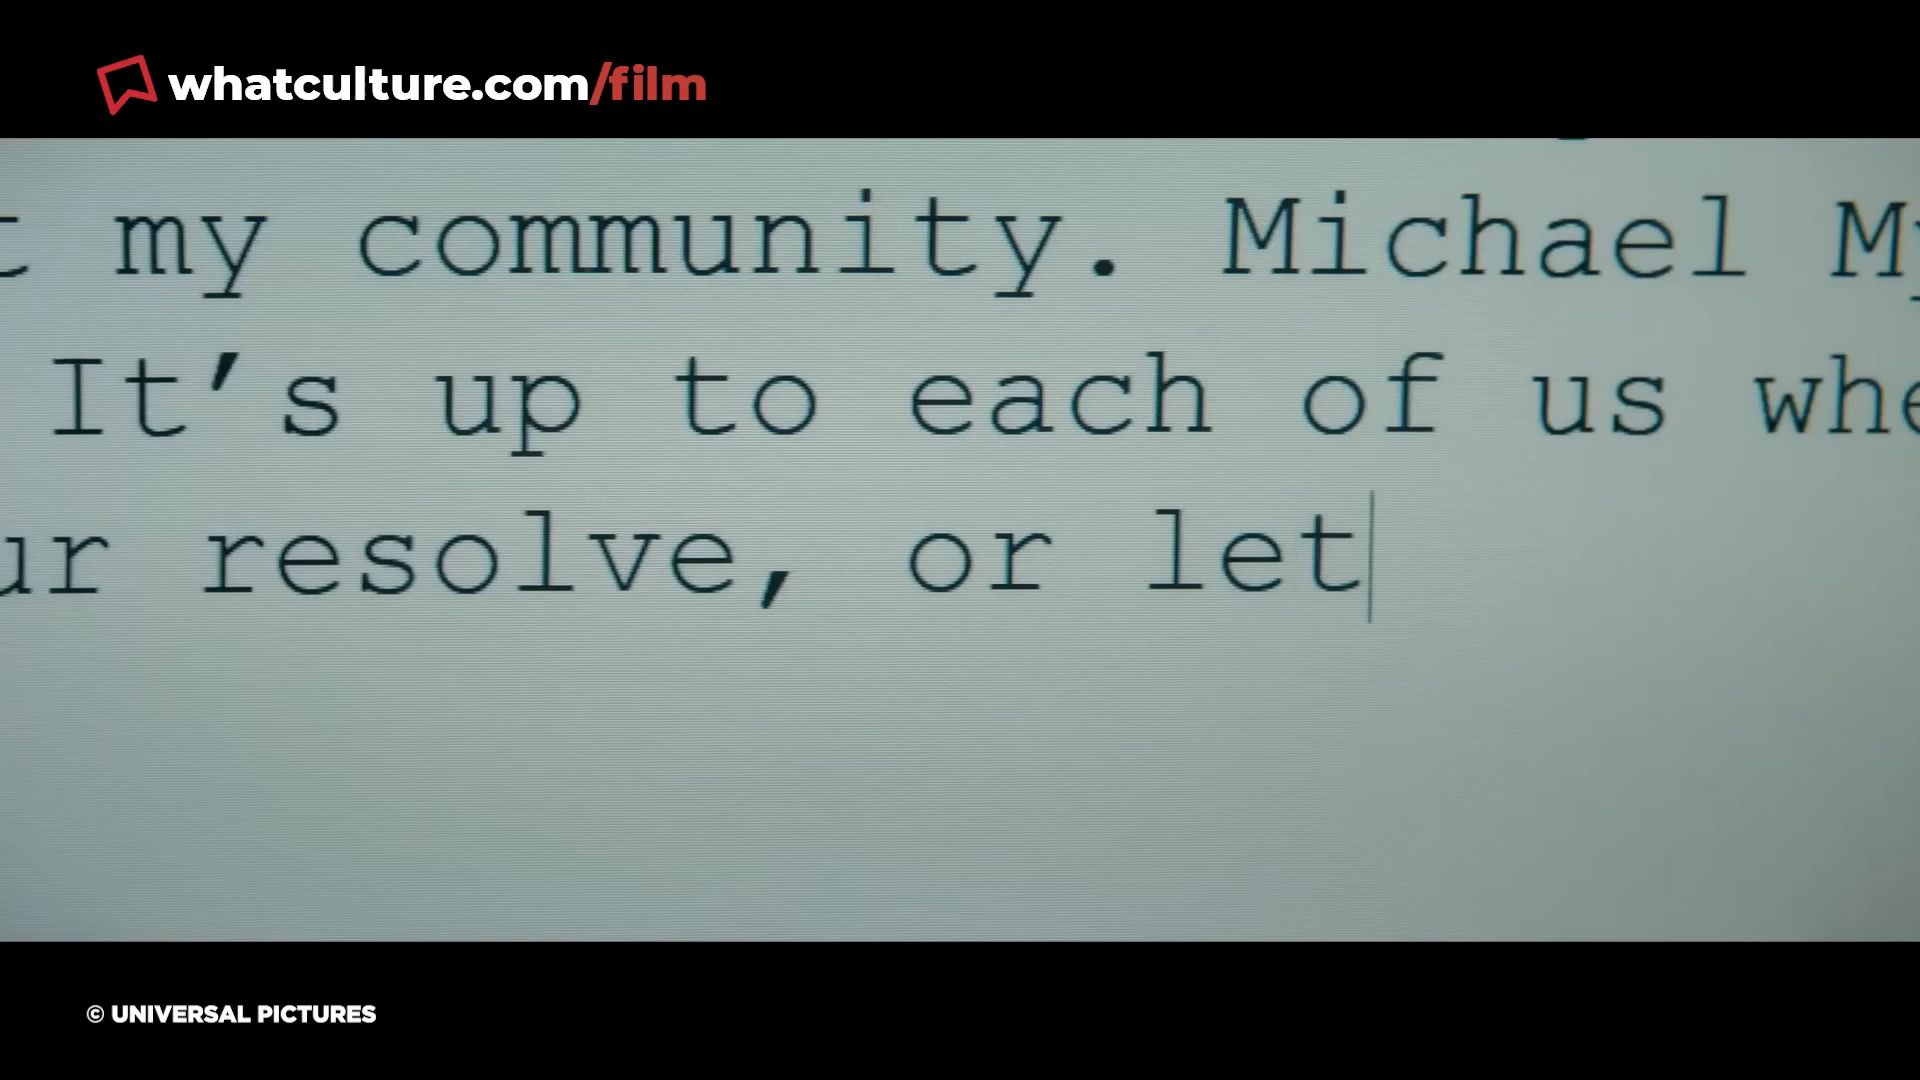 whatculture.com/film
my community. Michael
It's up to each of us
resolve, or let
© UNIVERSAL PICTURES